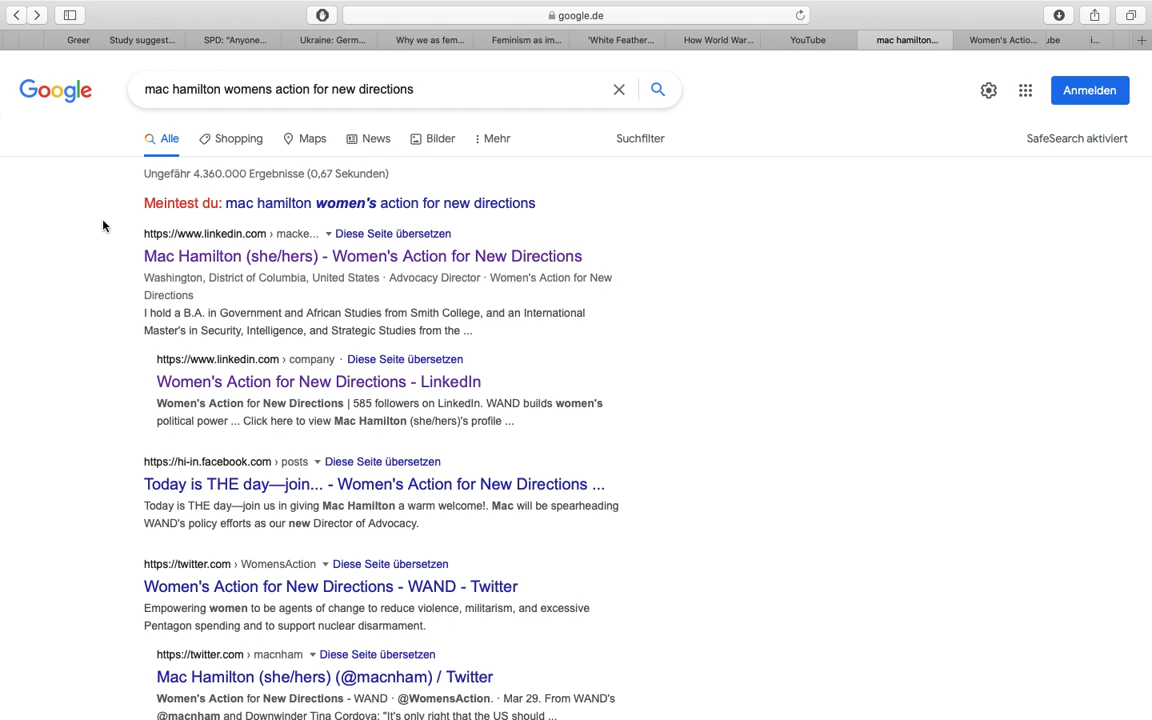 google.de
Greer
Study suggest...
SPD: "Anyone...
Ukraine: Germ...
Why we as fem...
Feminism as im...
'White Feather...
How World War...
YouTube
mac hamilton...
Women's Actio...
ube
i...
Google
mac hamilton womens action for new directions
Anmelden
Alle Shopping Maps News Bilder Mehr Suchfilter SafeSearch aktiviert
Ungefähr 4.360.000 Ergebnisse (0,67 Sekunden)
Meintest du: mac hamilton women's action for new directions
https://www.linkedin.com › macke... Diese Seite übersetzen
Mac Hamilton (she/hers) - Women's Action for New Directions
Washington, District of Columbia, United States · Advocacy Director · Women's Action for New
Directions
I hold a B.A. in Government and African Studies from Smith College, and an International
Master's in Security, Intelligence, and Strategic Studies from the ...
https://www.linkedin.com › company · Diese Seite übersetzen
Women's Action for New Directions - LinkedIn
Women's Action for New Directions | 585 followers on LinkedIn. WAND builds women's
political power ... Click here to view Mac Hamilton (she/hers)'s profile ...
https://hi-in.facebook.com › posts Diese Seite übersetzen
Today is THE day—join... - Women's Action for New Directions ...
Today is THE day—join us in giving Mac Hamilton a warm welcome!. Mac will be spearheading
WAND's policy efforts as our new Director of Advocacy.
https://twitter.com › WomensAction Diese Seite übersetzen
Women's Action for New Directions - WAND - Twitter
Empowering women to be agents of change to reduce violence, militarism, and excessive
Pentagon spending and to support nuclear disarmament.
https://twitter.com › macnham Diese Seite übersetzen
Mac Hamilton (she/hers) (@macnham) / Twitter
Women's Action for New Directions - WAND · @WomensAction. · Mar 29. From WAND's
@macnham and Downwinder Tina Cordova: "It's only right that the US should ...